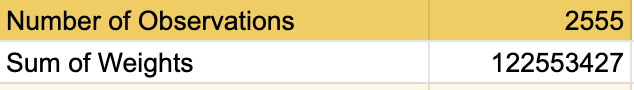 Number of Observations 2555
Sum of Weights 122553427